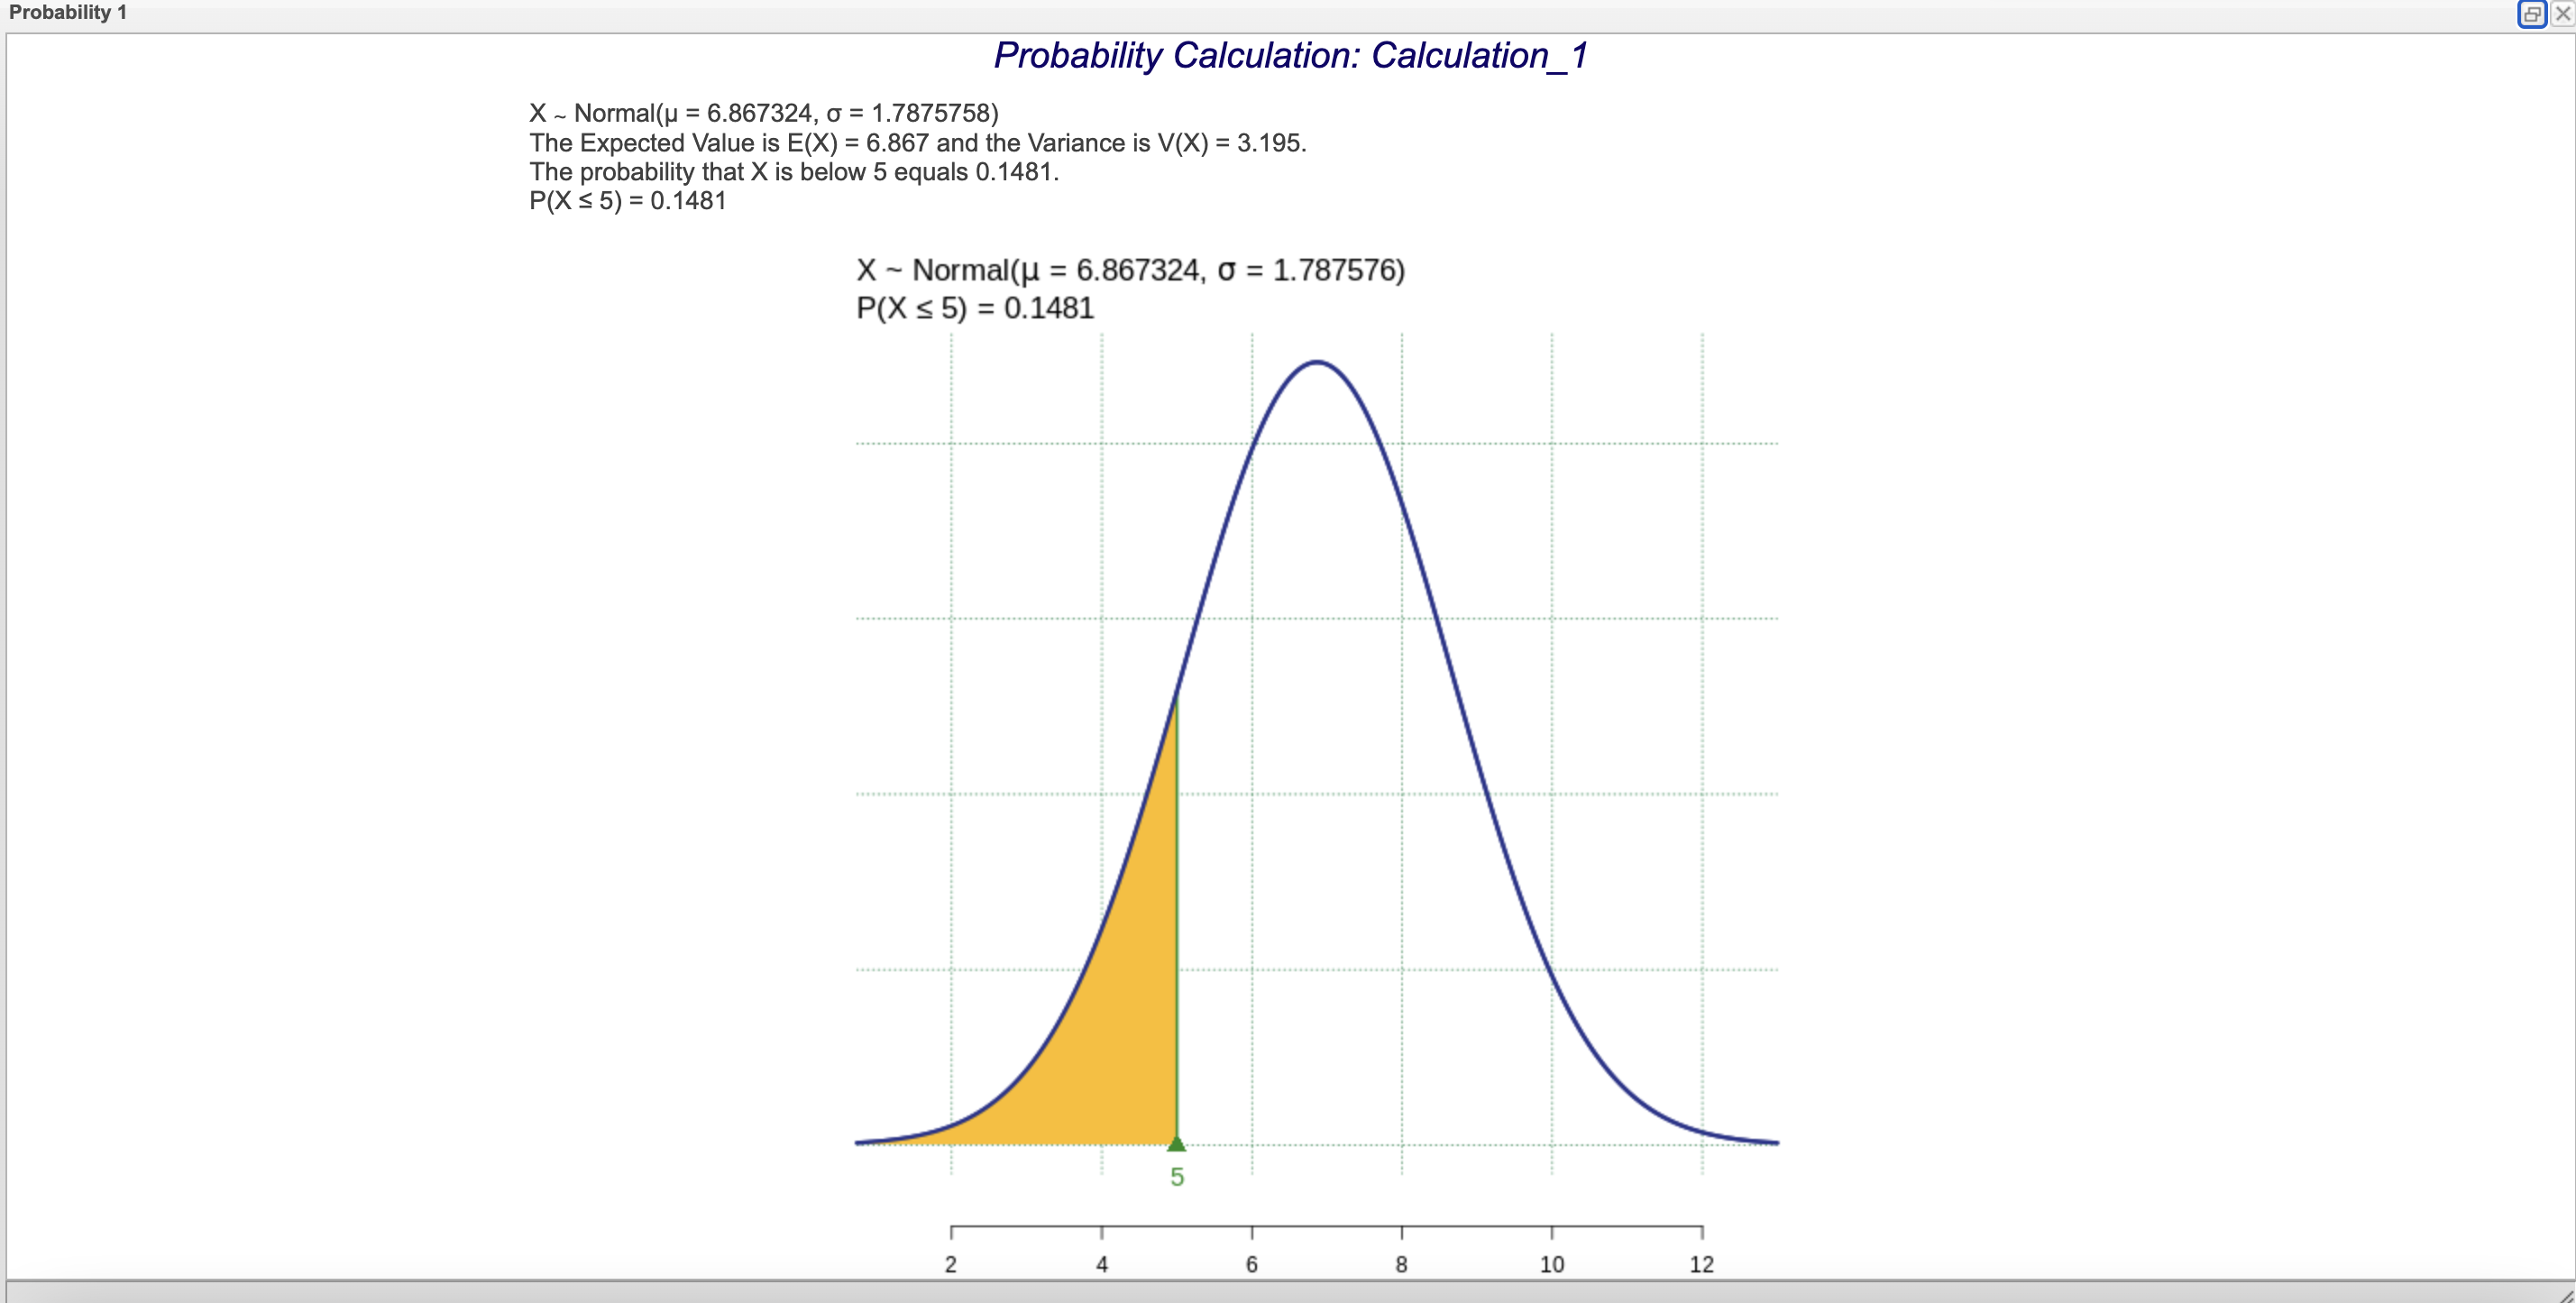 Probability 1
Probability Calculation: Calculation_1
X ~ Normal(μ = 6.867324, σ = 1.7875758)
The Expected Value is E(X) = 6.867 and the Variance is V(X) = 3.195.
The probability that X is below 5 equals 0.1481.
P(X ≤ 5) = 0.1481
X ~ Normal(μ = 6.867324, σ = 1.787576)
P(X ≤ 5) = 0.1481
5
2 4 6 8 10 12